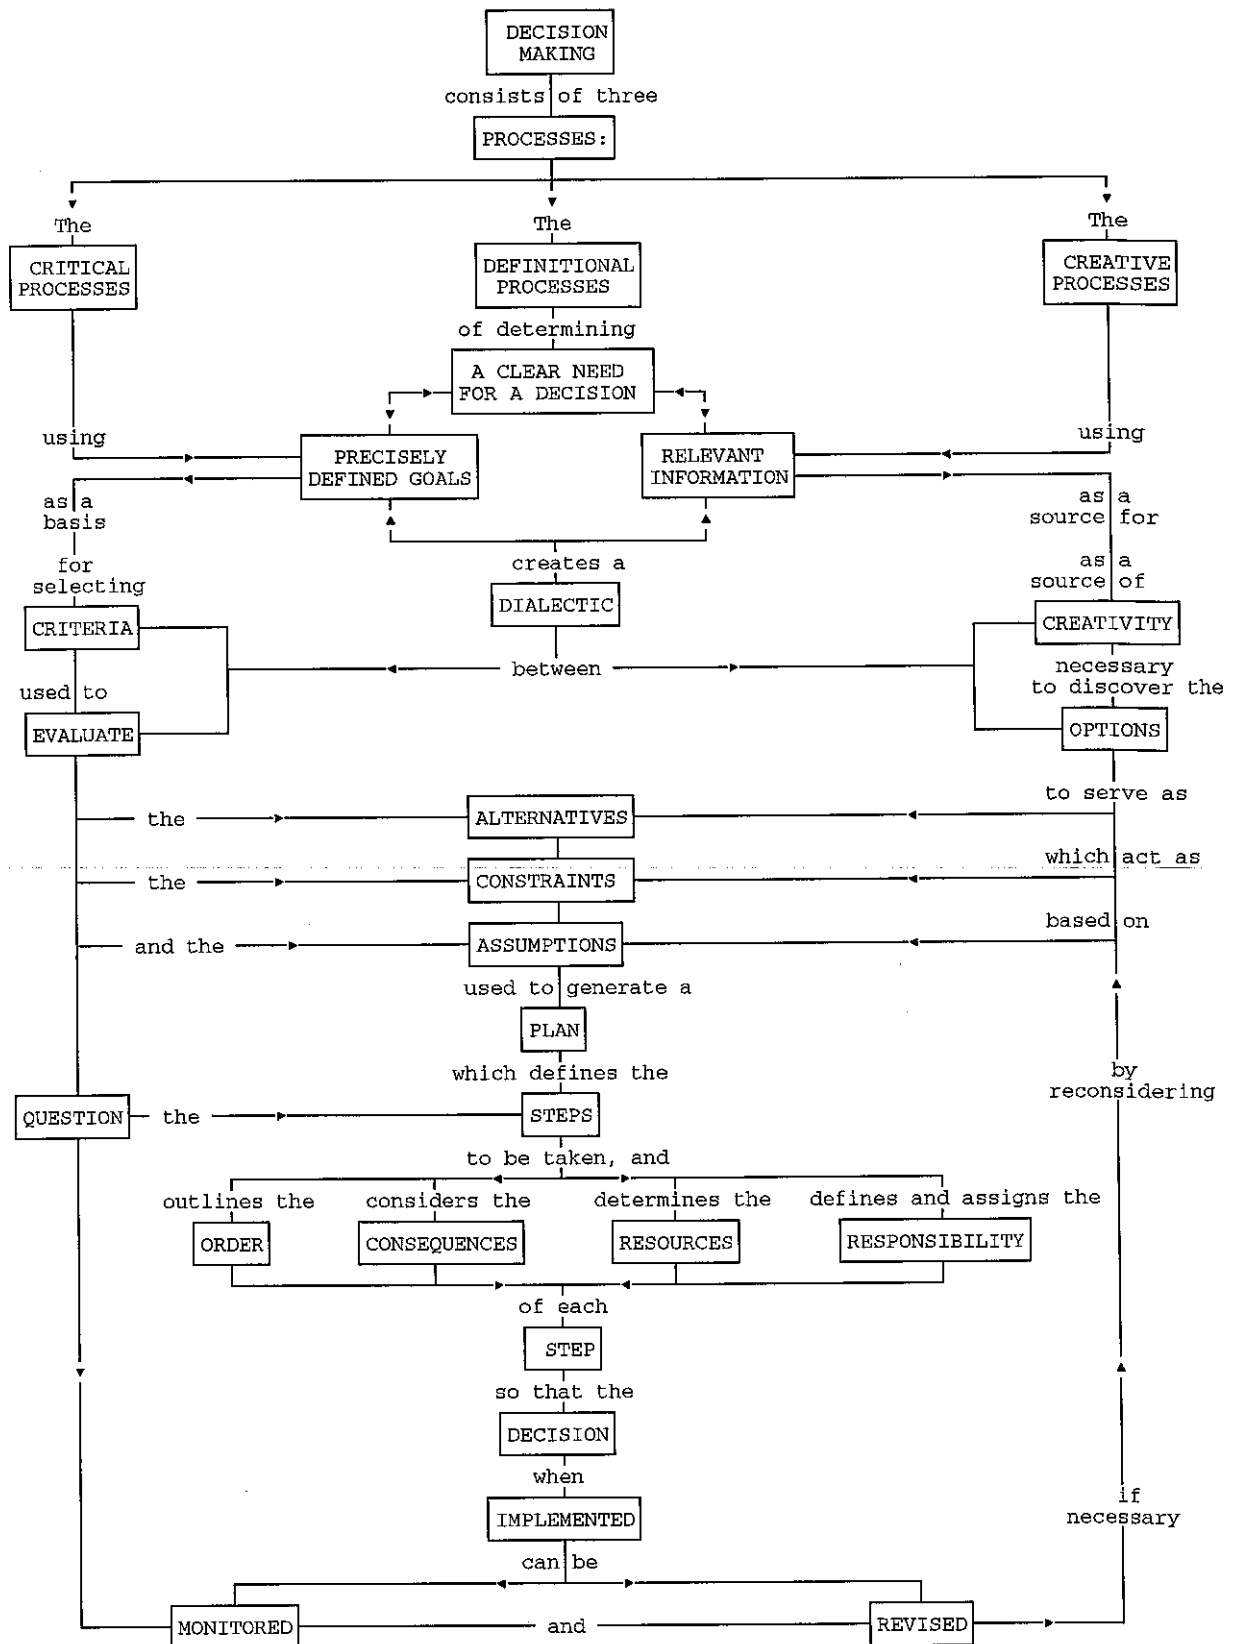 DECISION
MAKING
consists of three
PROCESSES:
The
The
The
CRITICAL
PROCESSES
DEFINITIONAL
PROCESSES
CREATIVE
PROCESSES
of determining
A CLEAR NEED
FOR A DECISION
using
using
PRECISELY
DEFINED GOALS
RELEVANT
INFORMATION
as a
basis
as a
source for
for
selecting
creates a
as a
source of
CRITERIA
DIALECTIC
CREATIVITY
between
necessary
to discover the
used to
EVALUATE
OPTIONS
to serve as
the
ALTERNATIVES
which act as
the
CONSTRAINTS
based on
and the
ASSUMPTIONS
used to generate a
PLAN
which defines the
by
reconsidering
QUESTION
the
STEPS
to be taken, and
outlines the
considers the
determines the
defines and assigns the
ORDER
CONSEQUENCES
RESOURCES
RESPONSIBILITY
of each
STEP
so that the
DECISION
when
if
necessary
IMPLEMENTED
can be
MONITORED
and
REVISED